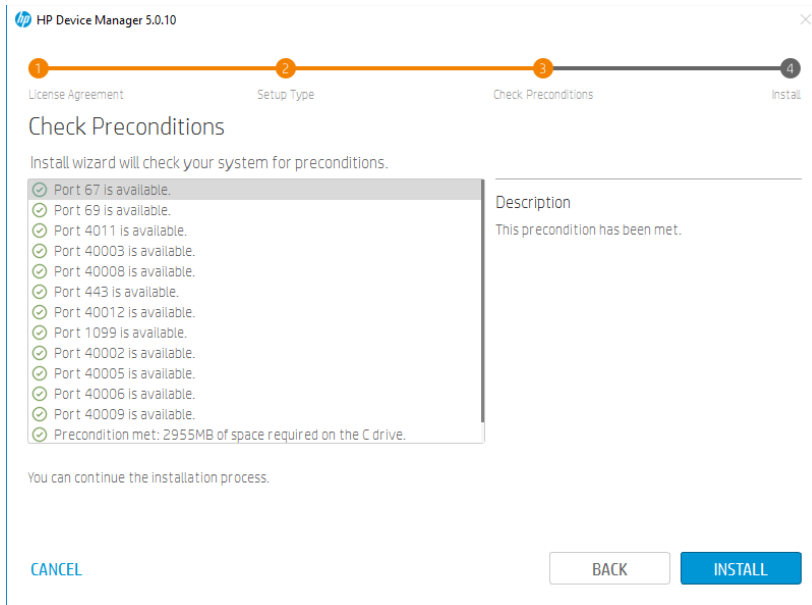 hp HP Device Manager 5.0.10
1 2 3 4
License Agreement Setup Type Check Preconditions Install
Check Preconditions
Install wizard will check your system for preconditions.
Port 67 is available.
Port 69 is available.
Port 4011 is available.
Port 40003 is available.
Port 40008 is available.
Port 443 is available.
Port 40012 is available.
Port 1099 is available.
Port 40002 is available.
Port 40005 is available.
Port 40006 is available.
Port 40009 is available.
Precondition met: 2955MB of space required on the C drive.
Description
This precondition has been met.
You can continue the installation process.
CANCEL BACK INSTALL